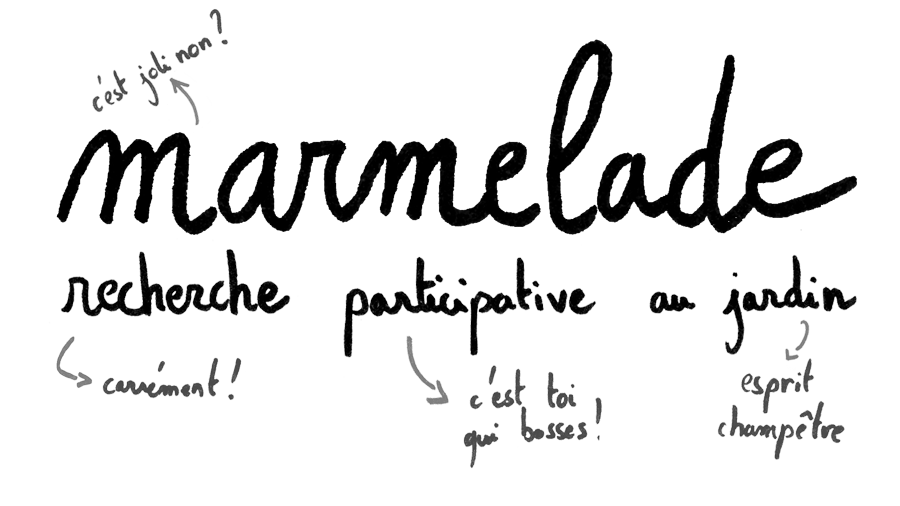 c'est joli non ?
marmelade
recherche participative au jardin
carrément !
c'est toi
qui bosses !
esprit
champêtre